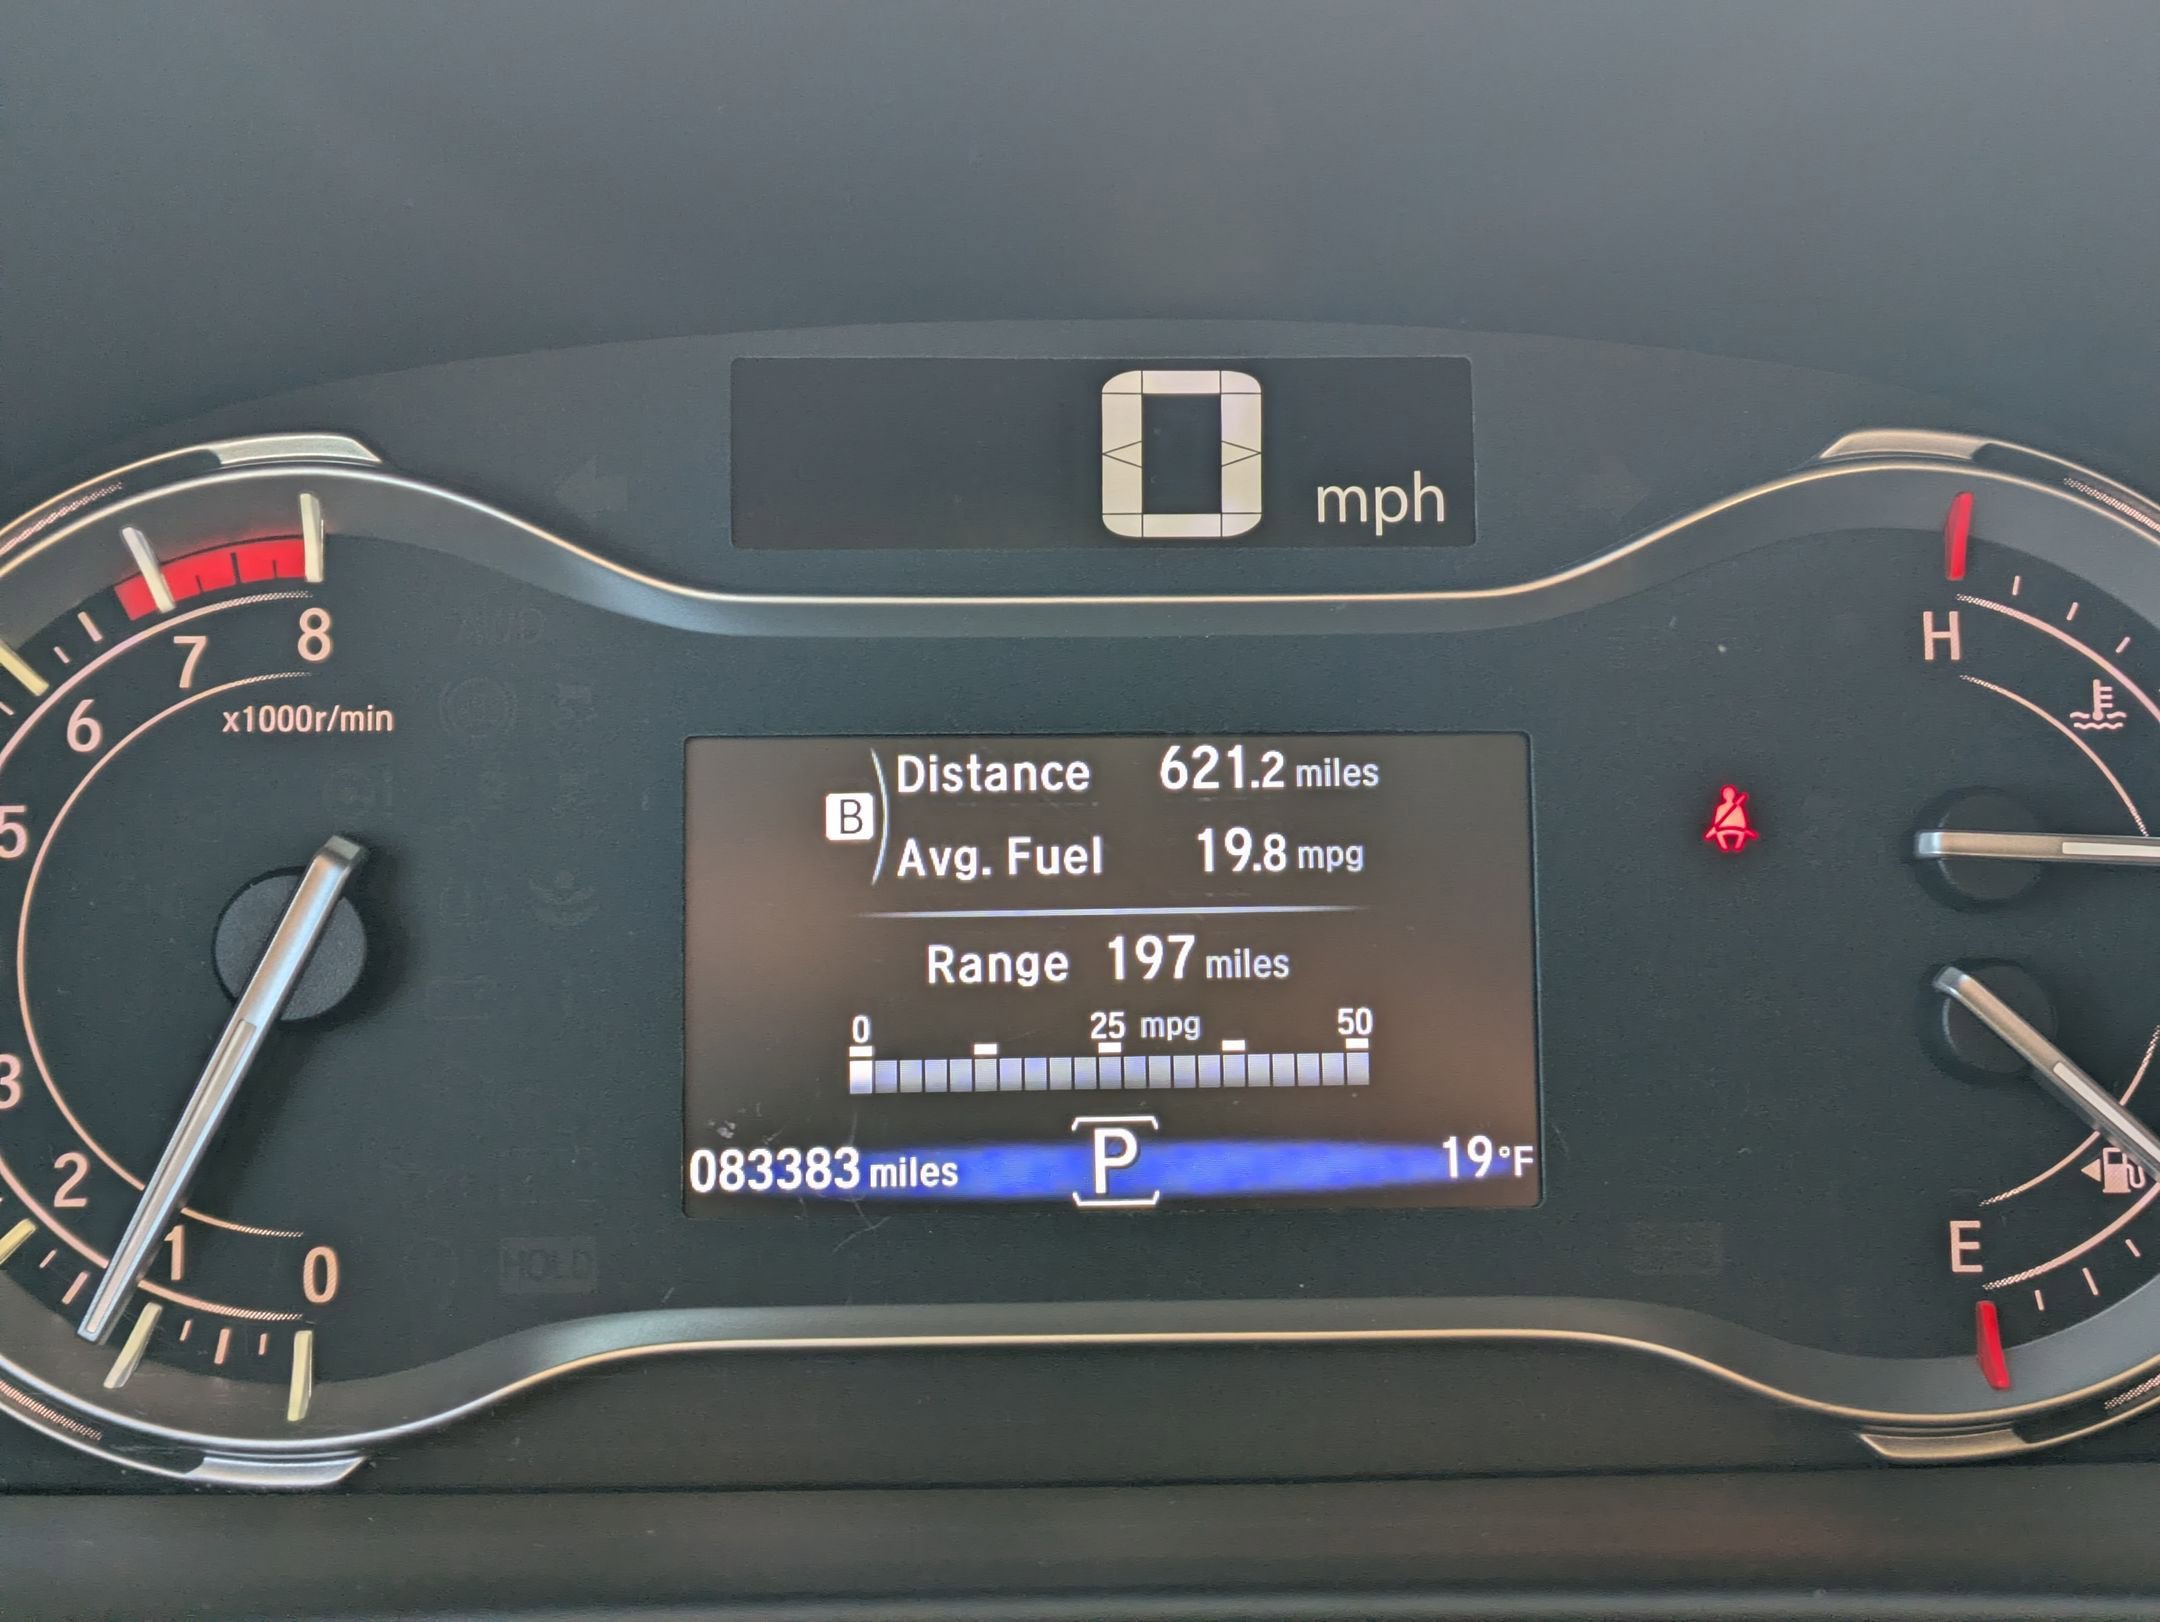 0 mph
8
7
x1000r/min
6
5
3
2
1
0
B
Distance 621.2 miles
Avg. Fuel 19.8 mpg
Range 197 miles
0 25 mpg 50
083383 miles P 19°F
HOLD
H
E